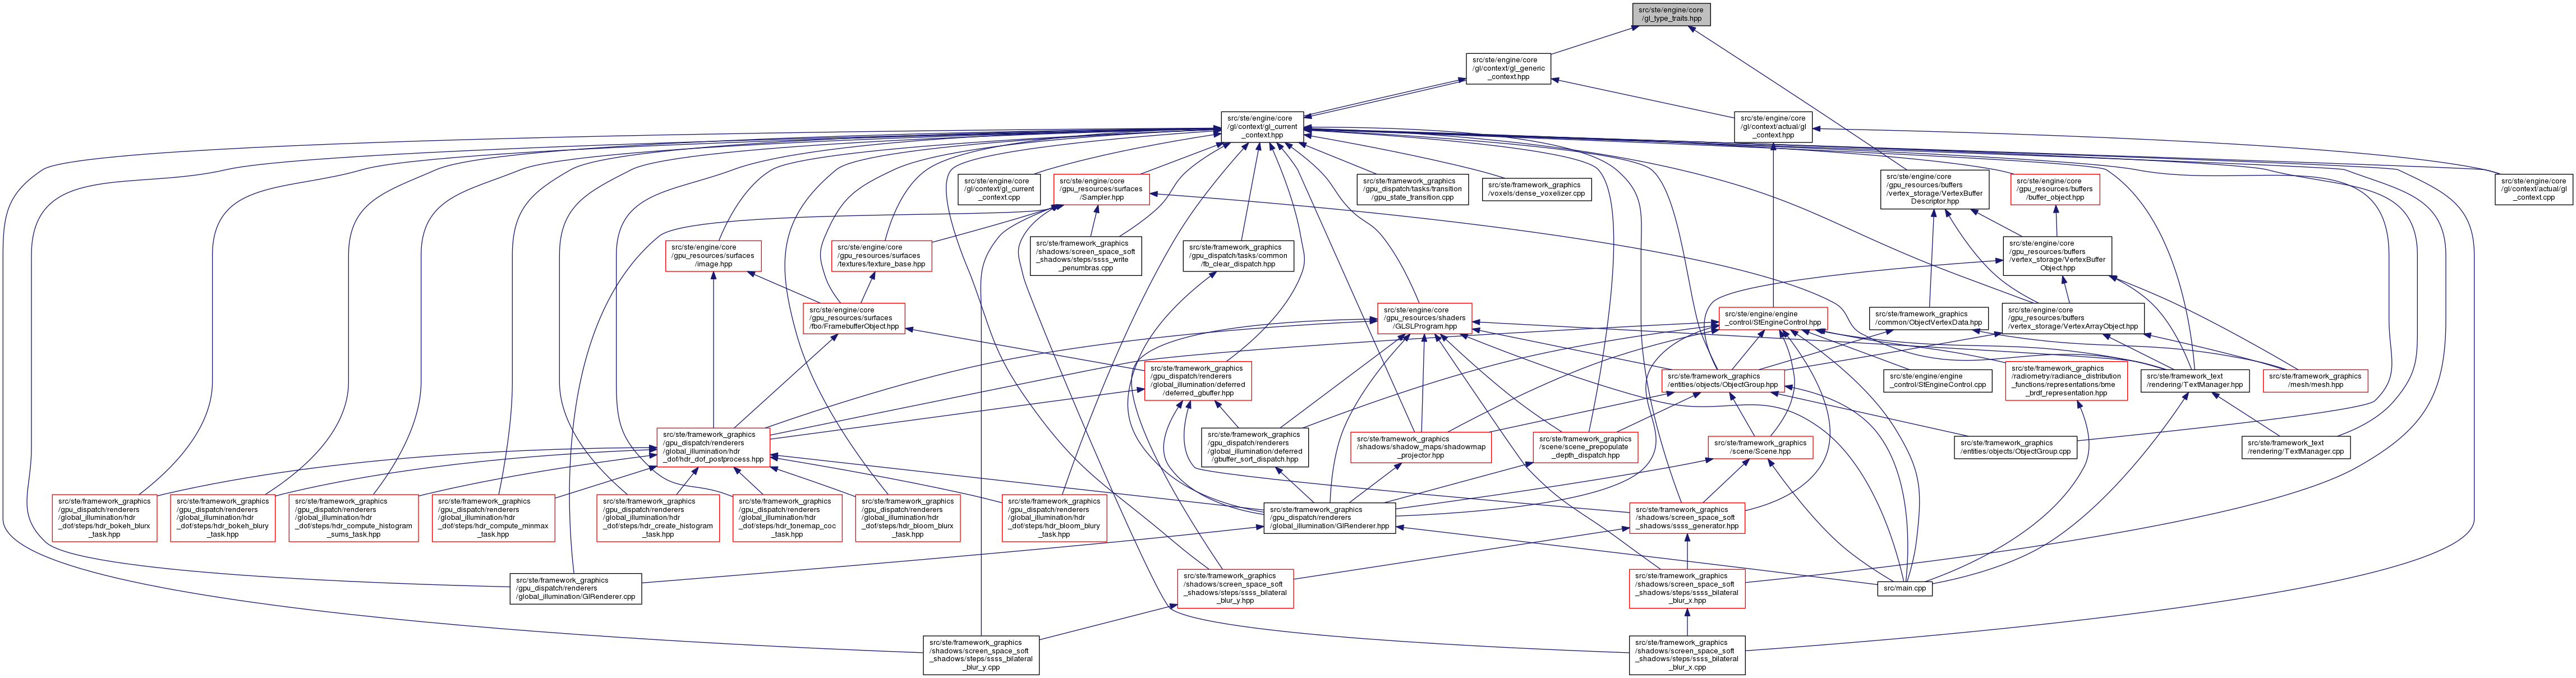 src/ste/engine/core
/gl_type_traits.hpp
src/ste/engine/core
/gl/context/gl_generic
_context.hpp
src/ste/engine/core
/gl/context/gl_current
_context.hpp
src/ste/engine/core
/gl/context/actual/gl
_context.hpp
src/ste/engine/core
/gl/context/gl_current
_context.cpp
src/ste/engine/core
/gpu_resources/surfaces
/Sampler.hpp
src/ste/framework_graphics
/gpu_dispatch/tasks/transition
/gpu_state_transition.cpp
src/ste/framework_graphics
/voxels/dense_voxelizer.cpp
src/ste/engine/core
/gpu_resources/buffers
/vertex_storage/VertexBuffer
Descriptor.hpp
src/ste/engine/core
/gpu_resources/buffers
/buffer_object.hpp
src/ste/engine/core
/gl/context/actual/gl
_context.cpp
src/ste/engine/core
/gpu_resources/surfaces
/image.hpp
src/ste/engine/core
/gpu_resources/surfaces
/textures/texture_base.hpp
src/ste/framework_graphics
/shadows/screen_space_soft
_shadows/steps/ssss_write
_penumbras.cpp
src/ste/framework_graphics
/gpu_dispatch/tasks/common
/fb_clear_dispatch.hpp
src/ste/engine/core
/gpu_resources/buffers
/vertex_storage/VertexBuffer
Object.hpp
src/ste/engine/core
/gpu_resources/surfaces
/fbo/FramebufferObject.hpp
src/ste/engine/core
/gpu_resources/shaders
/GLSLProgram.hpp
src/ste/engine/engine
_control/StEngineControl.hpp
src/ste/framework_graphics
/common/ObjectVertexData.hpp
src/ste/engine/core
/gpu_resources/buffers
/vertex_storage/VertexArrayObject.hpp
src/ste/framework_graphics
/gpu_dispatch/renderers
/global_illumination/deferred
/deferred_gbuffer.hpp
src/ste/framework_graphics
/entities/objects/ObjectGroup.hpp
src/ste/engine/engine
_control/StEngineControl.cpp
src/ste/framework_graphics
/radiometry/radiance_distribution
_functions/representations/bme
_brdf_representation.hpp
src/ste/framework_text
/rendering/TextManager.hpp
src/ste/framework_graphics
/mesh/mesh.hpp
src/ste/framework_graphics
/gpu_dispatch/renderers
/global_illumination/hdr
_dof/hdr_dof_postprocess.hpp
src/ste/framework_graphics
/gpu_dispatch/renderers
/global_illumination/deferred
/gbuffer_sort_dispatch.hpp
src/ste/framework_graphics
/shadows/shadow_maps/shadowmap
_projector.hpp
src/ste/framework_graphics
/scene/scene_prepopulate
_depth_dispatch.hpp
src/ste/framework_graphics
/scene/Scene.hpp
src/ste/framework_graphics
/entities/objects/ObjectGroup.cpp
src/ste/framework_text
/rendering/TextManager.cpp
src/ste/framework_graphics
/gpu_dispatch/renderers
/global_illumination/hdr
_dof/steps/hdr_bokeh_blurx
_task.hpp
src/ste/framework_graphics
/gpu_dispatch/renderers
/global_illumination/hdr
_dof/steps/hdr_bokeh_blury
_task.hpp
src/ste/framework_graphics
/gpu_dispatch/renderers
/global_illumination/hdr
_dof/steps/hdr_compute_histogram
_sums_task.hpp
src/ste/framework_graphics
/gpu_dispatch/renderers
/global_illumination/hdr
_dof/steps/hdr_compute_minmax
_task.hpp
src/ste/framework_graphics
/gpu_dispatch/renderers
/global_illumination/hdr
_dof/steps/hdr_create_histogram
_task.hpp
src/ste/framework_graphics
/gpu_dispatch/renderers
/global_illumination/hdr
_dof/steps/hdr_tonemap_coc
_task.hpp
src/ste/framework_graphics
/gpu_dispatch/renderers
/global_illumination/hdr
_dof/steps/hdr_bloom_blurx
_task.hpp
src/ste/framework_graphics
/gpu_dispatch/renderers
/global_illumination/hdr
_dof/steps/hdr_bloom_blury
_task.hpp
src/ste/framework_graphics
/gpu_dispatch/renderers
/global_illumination/GIRenderer.hpp
src/ste/framework_graphics
/shadows/screen_space_soft
_shadows/ssss_generator.hpp
src/ste/framework_graphics
/gpu_dispatch/renderers
/global_illumination/GIRenderer.cpp
src/ste/framework_graphics
/shadows/screen_space_soft
_shadows/steps/ssss_bilateral
_blur_y.hpp
src/ste/framework_graphics
/shadows/screen_space_soft
_shadows/steps/ssss_bilateral
_blur_x.hpp
src/main.cpp
src/ste/framework_graphics
/shadows/screen_space_soft
_shadows/steps/ssss_bilateral
_blur_y.cpp
src/ste/framework_graphics
/shadows/screen_space_soft
_shadows/steps/ssss_bilateral
_blur_x.cpp